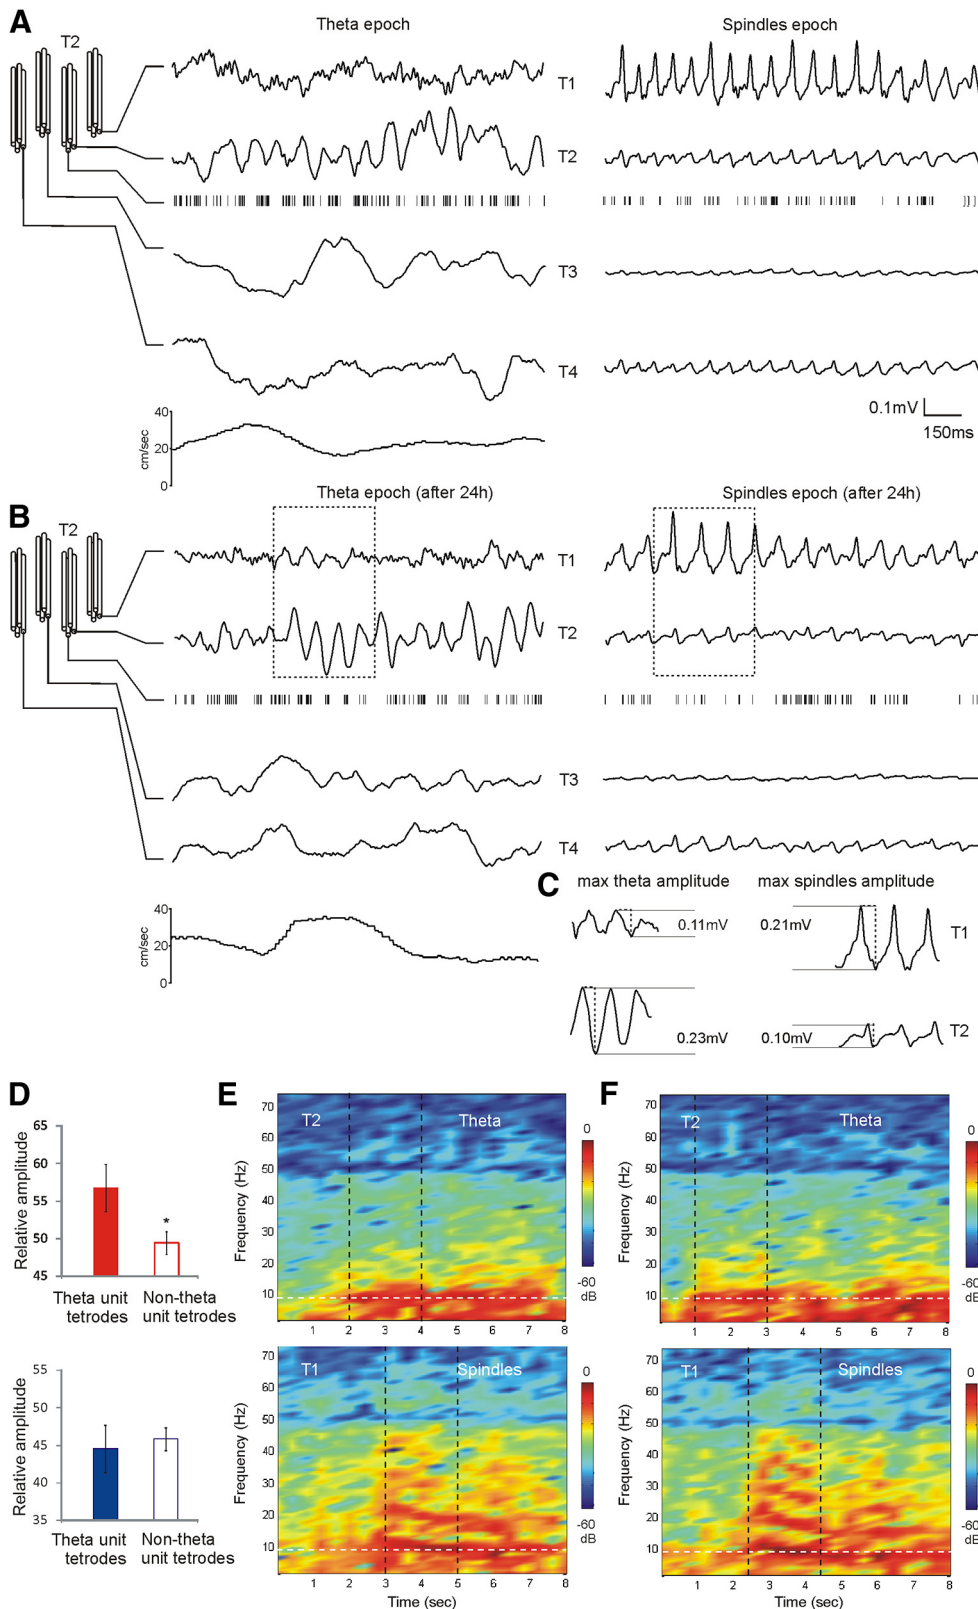 A
Theta epoch
Spindles epoch
T2
T1
T2
T3
T4
0.1mV
150ms
40
20
0
cm/sec
B
Theta epoch (after 24h)
Spindles epoch (after 24h)
T2
T1
T2
T3
T4
40
20
0
cm/sec
C
max theta amplitude
max spindles amplitude
0.11mV
0.21mV
T1
0.23mV
0.10mV
T2
D
65
60
55
50
45
Relative amplitude
*
Theta unit tetrodes
Non-theta unit tetrodes
55
50
45
40
35
Relative amplitude
Theta unit tetrodes
Non-theta unit tetrodes
E
T2
Theta
70
60
50
40
30
20
10
Frequency (Hz)
1 2 3 4 5 6 7 8
0
-60
dB
T1
Spindles
70
60
50
40
30
20
10
Frequency (Hz)
1 2 3 4 5 6 7 8
Time (sec)
0
-60
dB
F
T2
Theta
70
60
50
40
30
20
10
Frequency (Hz)
1 2 3 4 5 6 7 8
0
-60
dB
T1
Spindles
70
60
50
40
30
20
10
Frequency (Hz)
1 2 3 4 5 6 7 8
Time (sec)
0
-60
dB